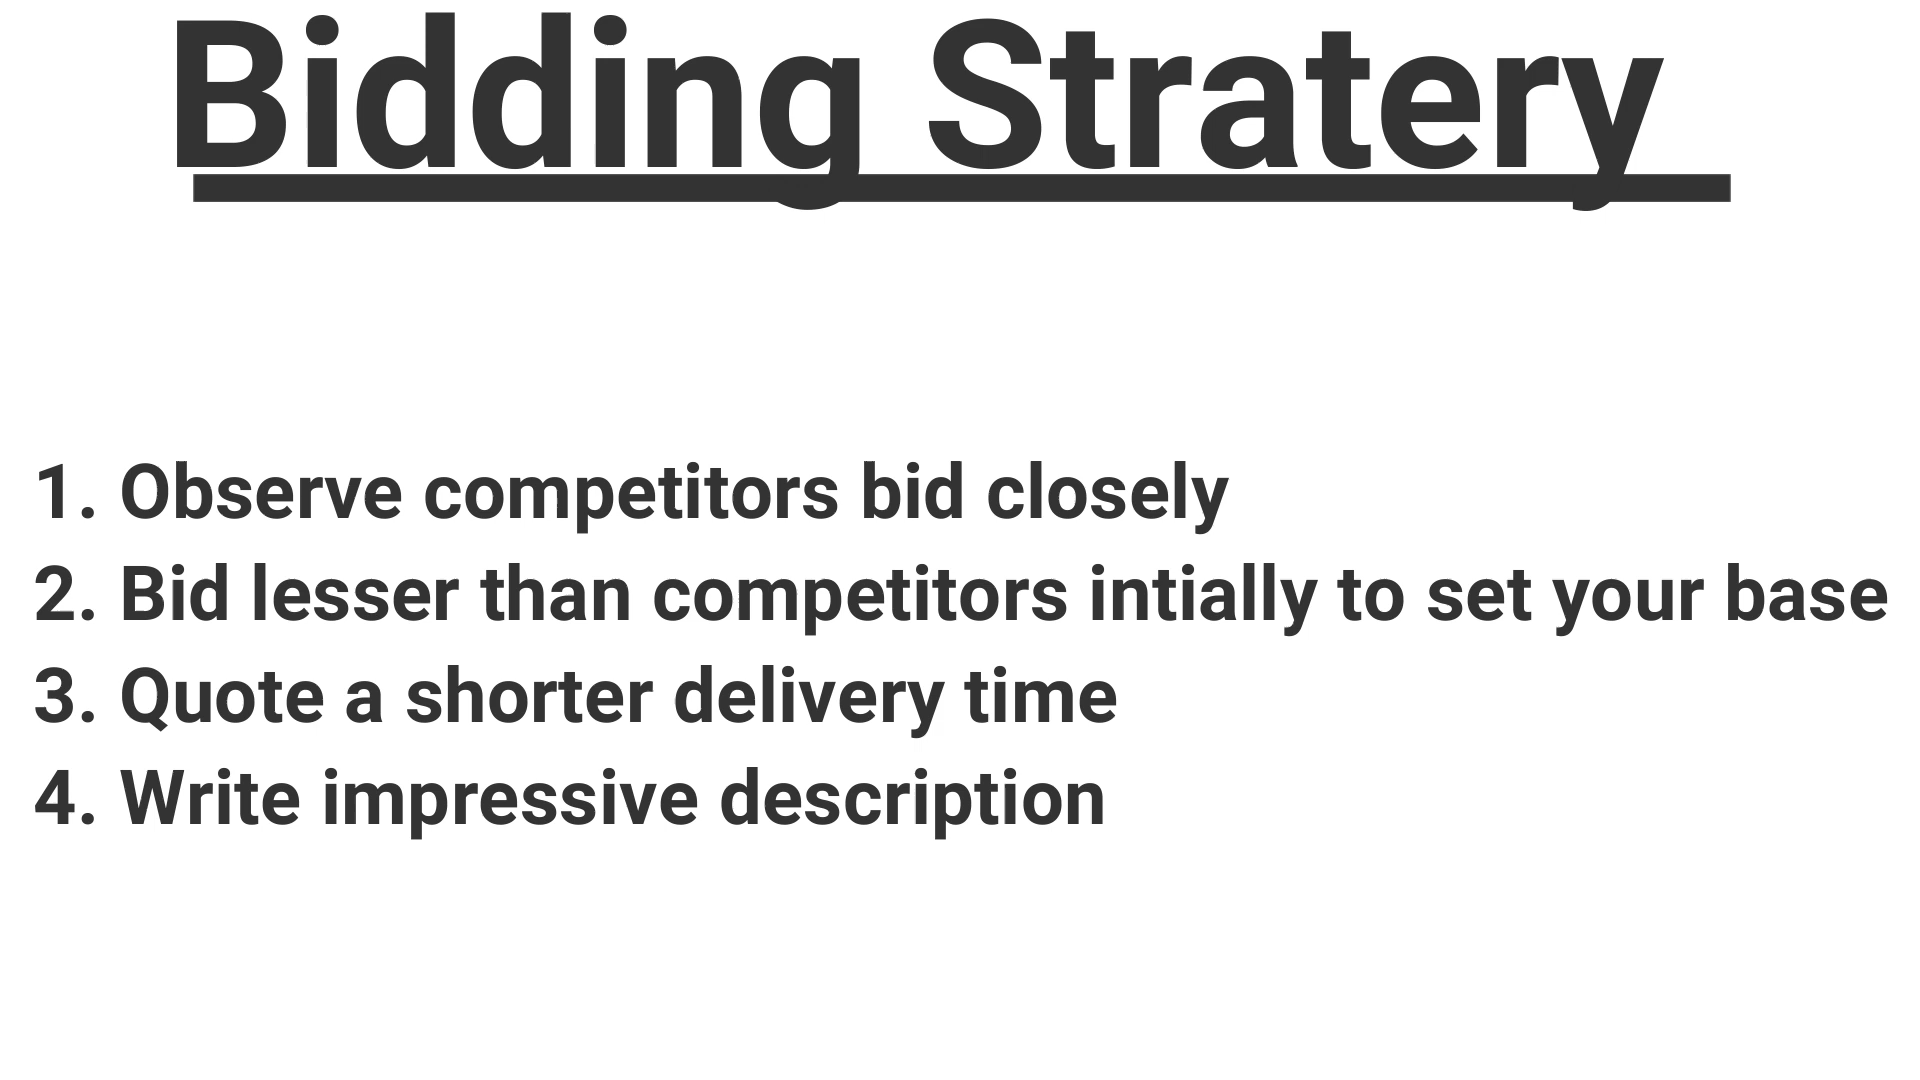 Bidding Stratery
1. Observe competitors bid closely
2. Bid lesser than competitors intially to set your base
3. Quote a shorter delivery time
4. Write impressive description